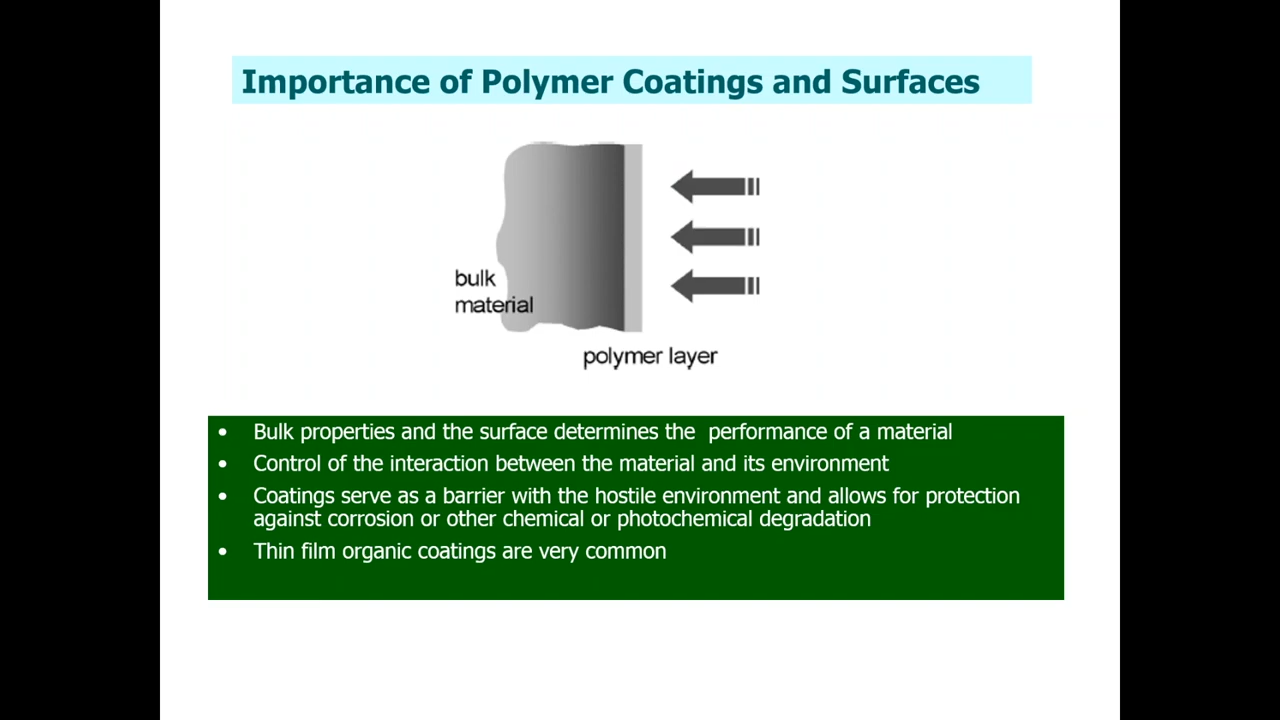 Importance of Polymer Coatings and Surfaces
bulk
material
polymer layer
• Bulk properties and the surface determines the  performance of a material
• Control of the interaction between the material and its environment
• Coatings serve as a barrier with the hostile environment and allows for protection
against corrosion or other chemical or photochemical degradation
• Thin film organic coatings are very common